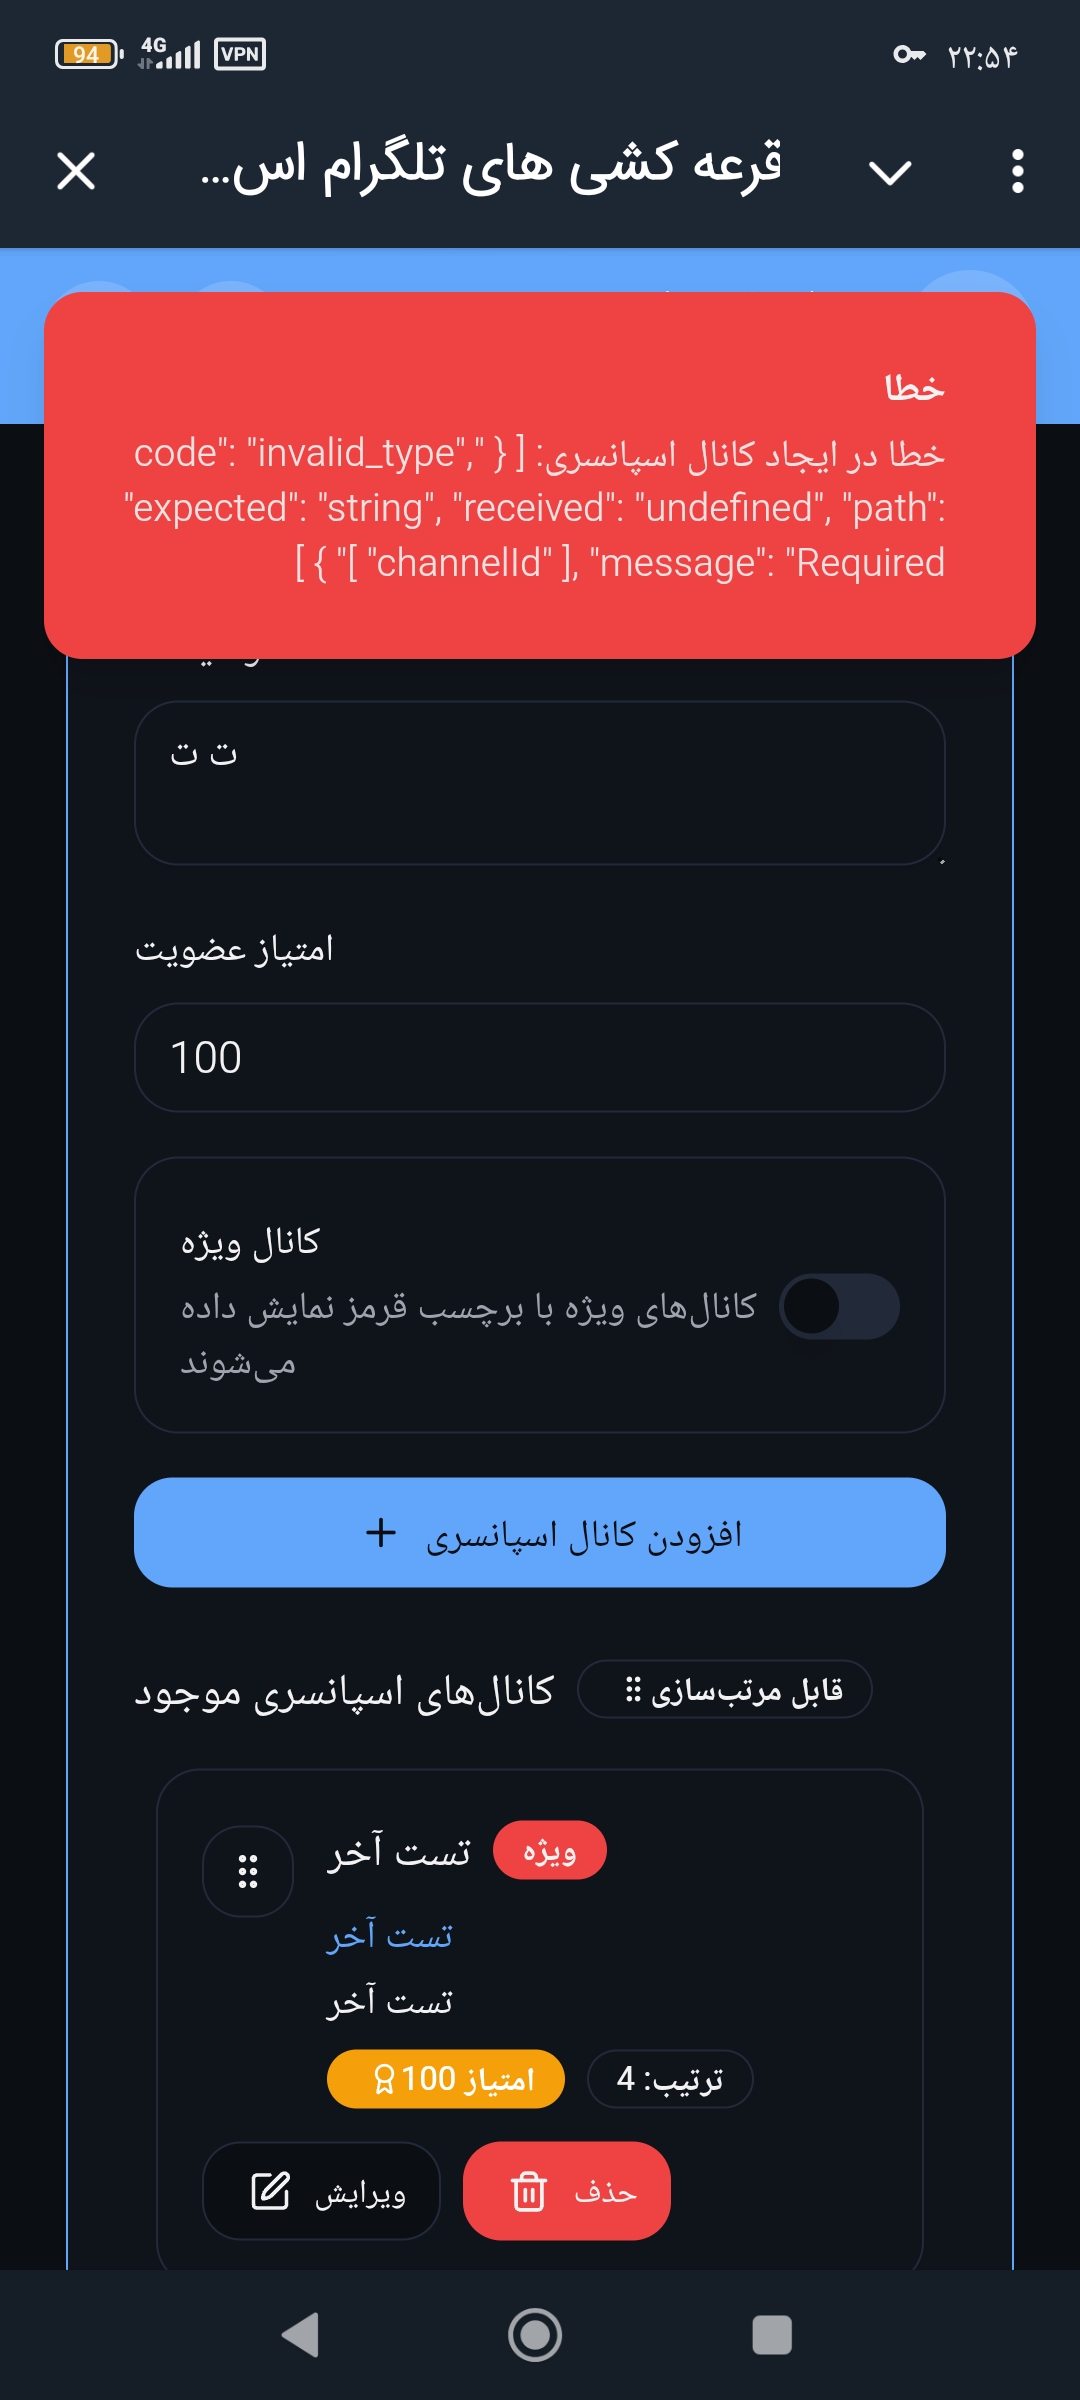 94 4G VPN ۲۲:۵۴
قرعه کشی های تلگرام اس...
خطا
خطا در ایجاد کانال اسپانسری: [ { "code": "invalid_type",
"expected": "string", "received": "undefined", "path":
[ "channelId" ], "message": "Required" } ]
ت ت
امتیاز عضویت
100
کانال ویژه
کانال‌های ویژه با برچسب قرمز نمایش داده
می‌شوند
افزودن کانال اسپانسری +
کانال‌های اسپانسری موجود قابل مرتب‌سازی
تست آخر ویژه
تست آخر
تست آخر
امتیاز 100 ترتیب: 4
ویرایش حذف